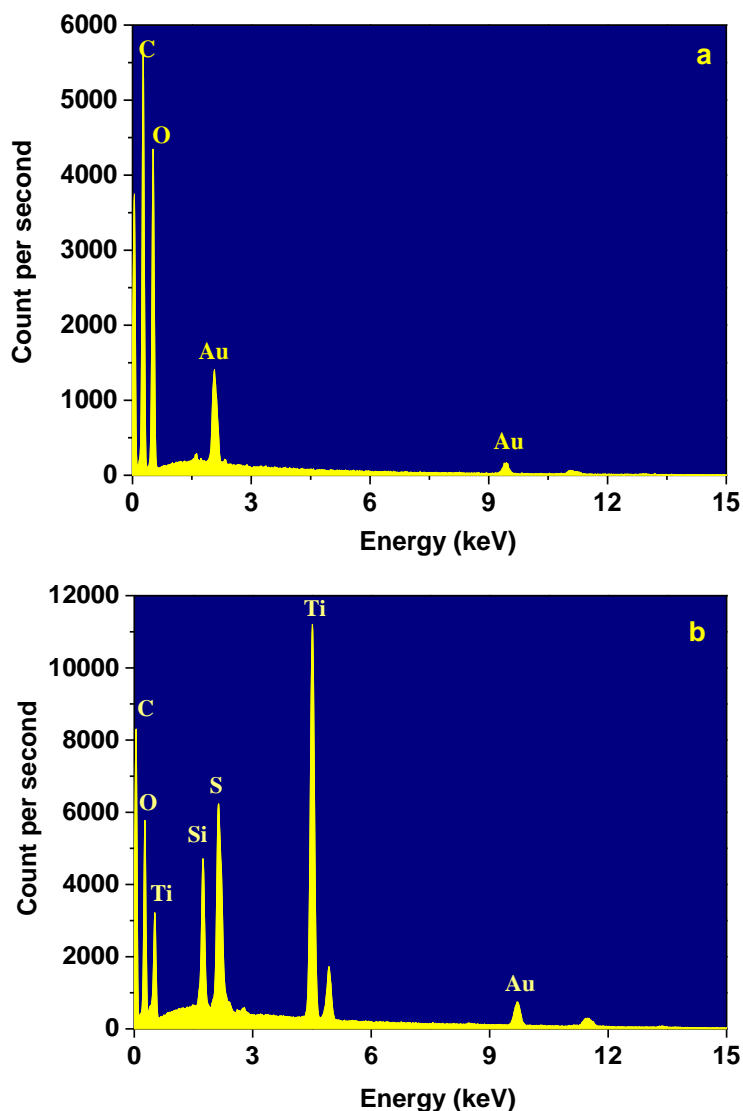 6000
C
a
5000
O
4000
Count per second
3000
2000
Au
1000
Au
0
0 3 6 9 12 15
Energy (keV)
12000
Ti
b
10000
C
8000
Count per second
S
O
6000
Si
4000
Ti
2000
Au
0
0 3 6 9 12 15
Energy (keV)